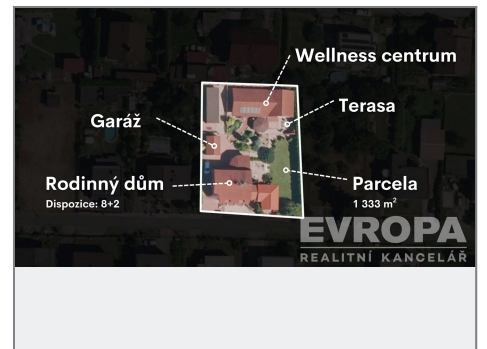 Wellness centrum
Terasa
Garáž
Rodinný dům
Dispozice: 8+2
Parcela
1 333 m²
EVROPA
REALITNÍ KANCELÁŘ